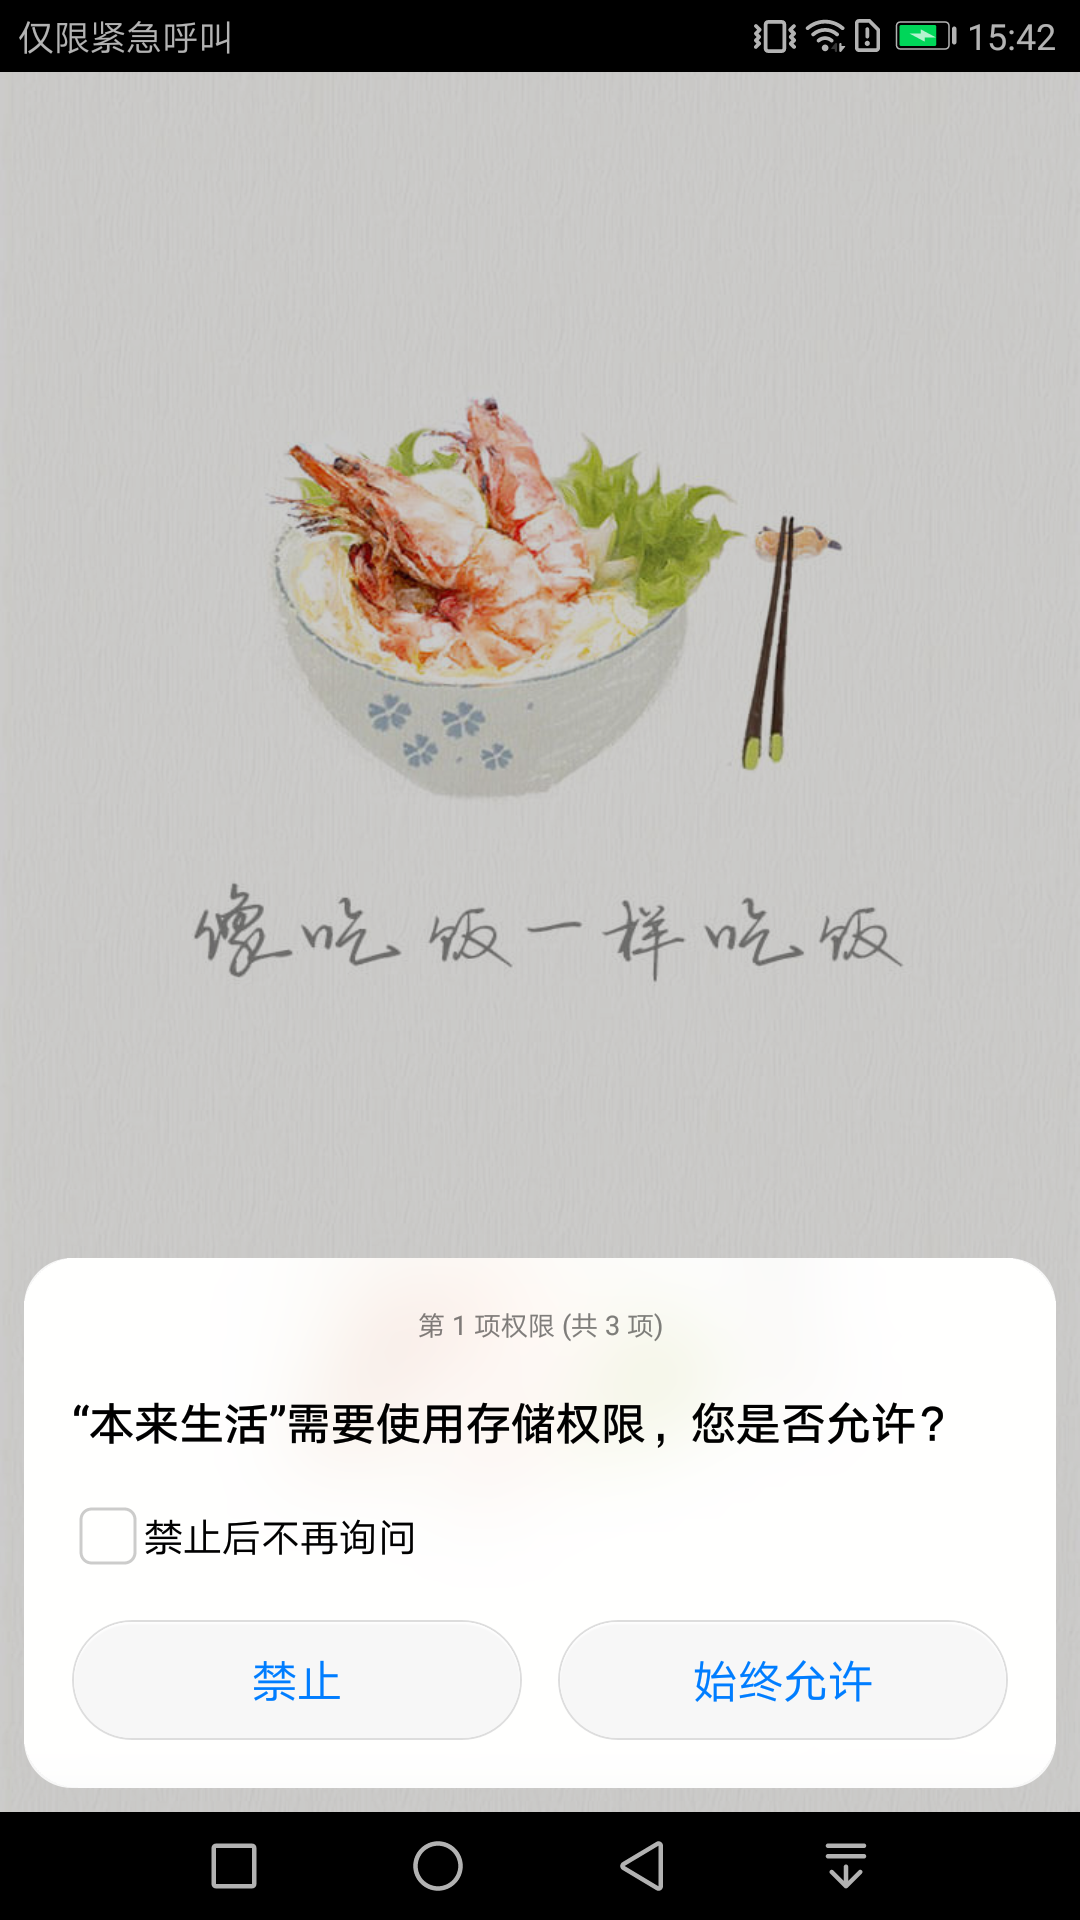 仅限紧急呼叫
15:42
像吃饭一样吃饭
第 1 项权限 (共 3 项)
“本来生活”需要使用存储权限，您是否允许？
禁止后不再询问
禁止
始终允许